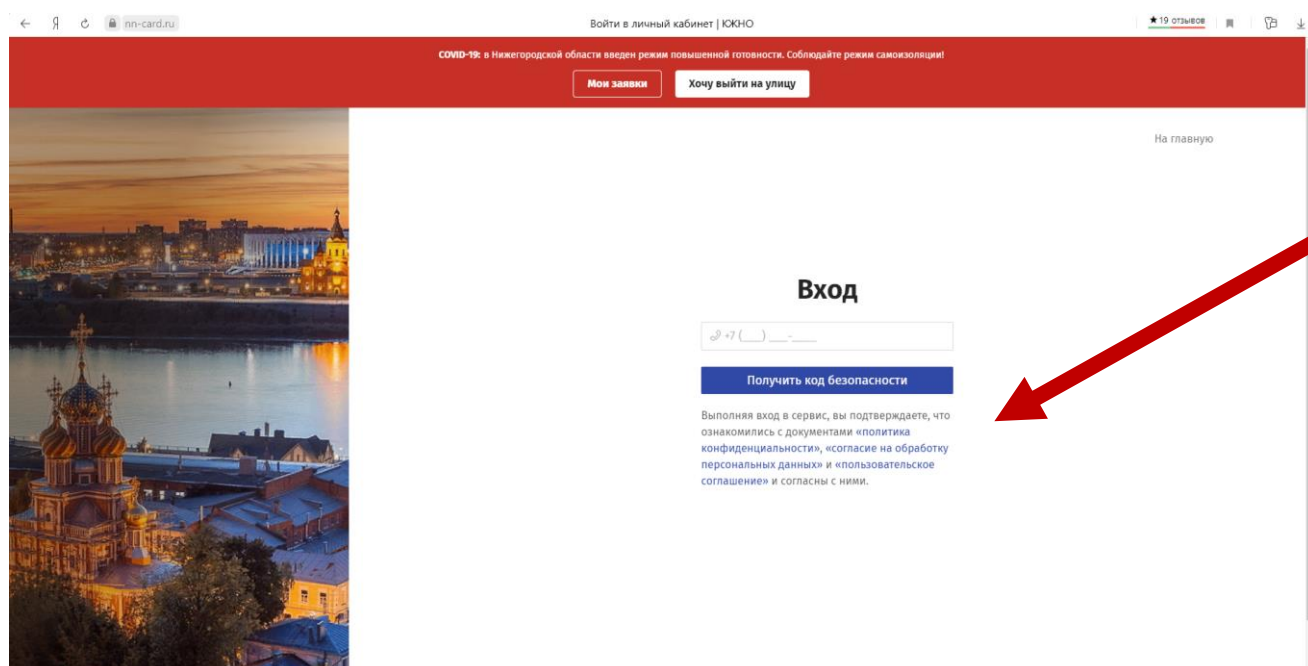 nn-card.ru
Войти в личный кабинет | ЮКНО
★ 19 отзывов
COVID-19: в Нижегородской области введен режим повышенной готовности. Соблюдайте режим самоизоляции!
Мои заявки
Хочу выйти на улицу
На главную
Вход
+7 (___) ___-____
Получить код безопасности
Выполняя вход в сервис, вы подтверждаете, что
ознакомились с документами «политика
конфиденциальности», «согласие на обработку
персональных данных» и «пользовательское
соглашение» и согласны с ними.